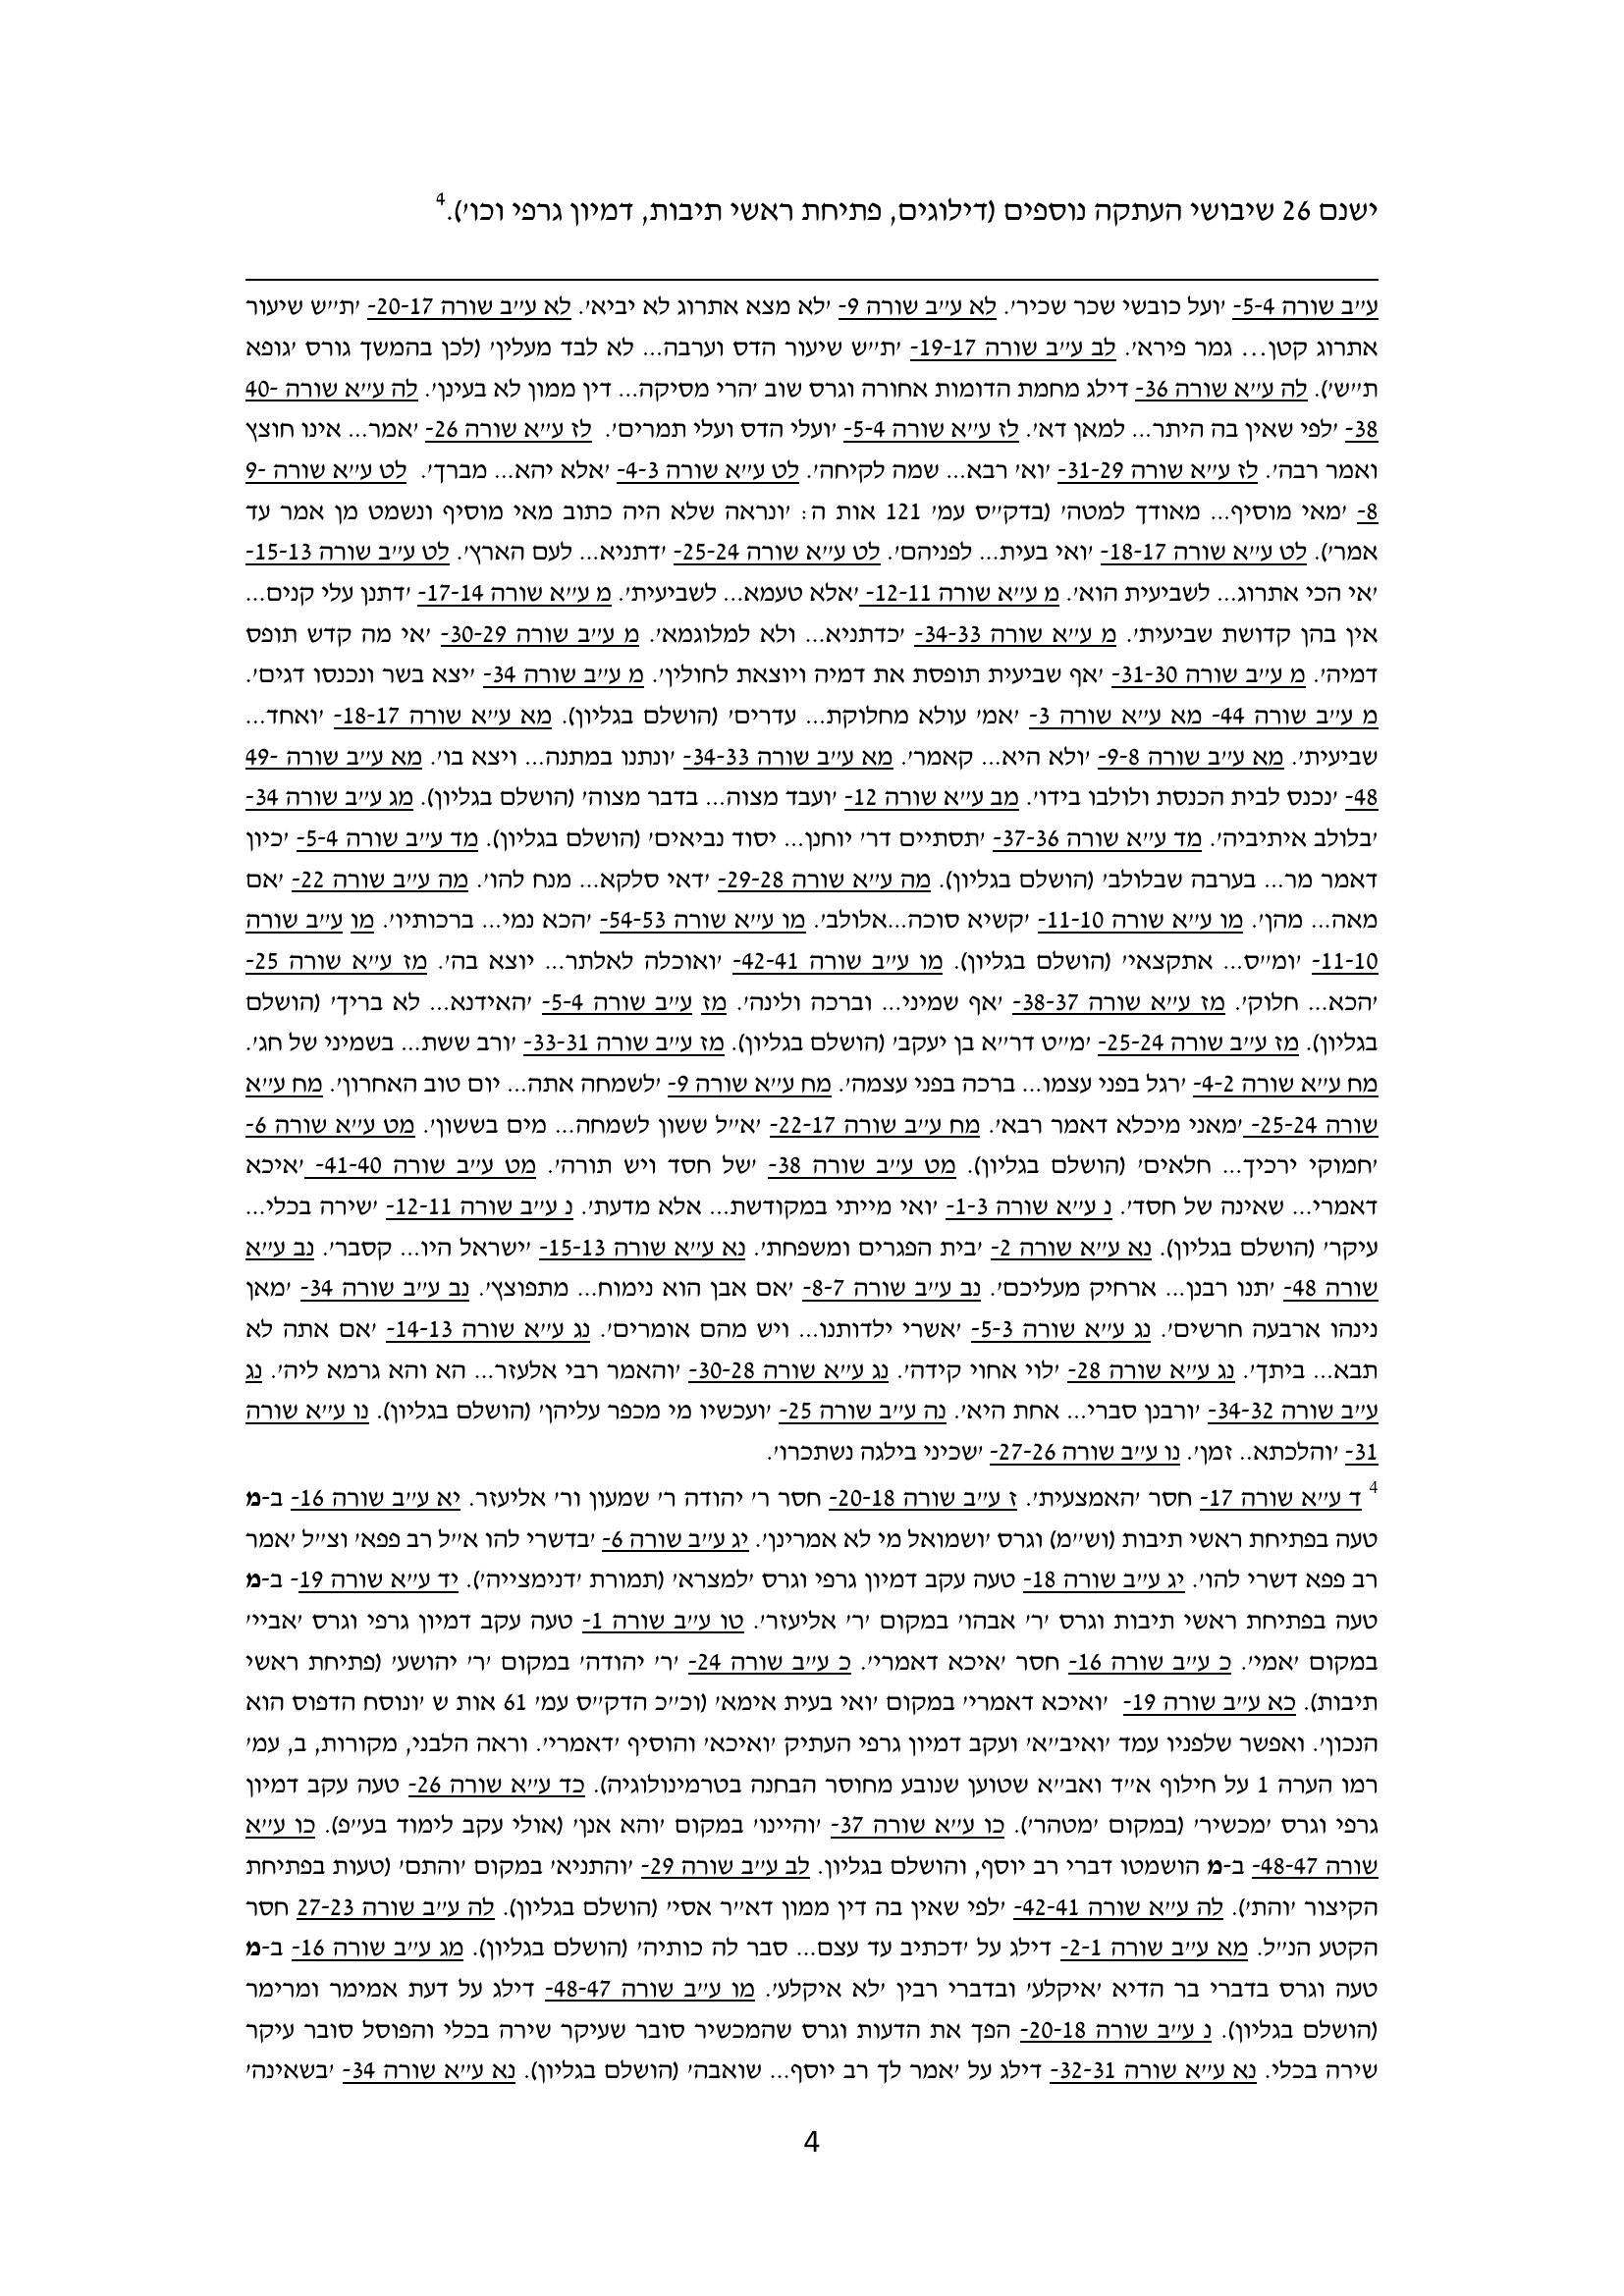 ישנם 26 שיבושי העתקה נוספים (דילוגים, פתיחת ראשי תיבות, דמיון גרפי וכו׳).4
ע״ב שורה 5-4- ׳ועל כובשי שכר שכיר׳. לא ע״ב שורה 9- ׳לא מצא אתרוג לא יביא׳. לא ע״ב שורה 20-17- ׳ת״ש שיעור
אתרוג קטן... גמר פירא׳. לב ע״ב שורה 19-17- ׳ת״ש שיעור הדס וערבה... לא לבד מעלין׳ (לכן בהמשך גורס ׳גופא
ת״ש׳). לה ע״א שורה 36- דילג מחמת הדומות אחורה וגרס שוב ׳הרי מסיקה... דין ממון לא בעינן׳. לה ע״א שורה 40-
38- ׳לפי שאין בה היתר... למאן דא׳. לז ע״א שורה 5-4- ׳ועלי הדס ועלי תמרים׳. לז ע״א שורה 26- ׳אמר... אינו חוצץ
ואמר רבה׳. לז ע״א שורה 31-29- ׳וא׳ רבא... שמה לקיחה׳. לט ע״א שורה 4-3- ׳אלא יהא... מברך׳. לט ע״א שורה 9-
8- ׳מאי מוסיף... מאודך למטה׳ (בדק״ס עמ׳ 121 אות ה: ׳ונראה שלא היה כתוב מאי מוסיף ונשמט מן אמר עד
אמר׳). לט ע״א שורה 18-17- ׳ואי בעית... לפניהם׳. לט ע״א שורה 25-24- ׳דתניא... לעם הארץ׳. לט ע״ב שורה 15-13-
׳אי הכי אתרוג... לשביעית הוא׳. מ ע״א שורה 12-11- ׳אלא טעמא... לשביעית׳. מ ע״א שורה 17-14- ׳דתנן עלי קנים...
אין בהן קדושת שביעית׳. מ ע״א שורה 34-33- ׳כדתניא... ולא למלוגמא׳. מ ע״ב שורה 30-29- ׳אי מה קדש תופס
דמיה׳. מ ע״ב שורה 31-30- ׳אף שביעית תופסת את דמיה ויוצאת לחולין׳. מ ע״ב שורה 34- ׳יצא בשר ונכנסו דגים׳.
מ ע״ב שורה 44- מא ע״א שורה 3- ׳אמ׳ עולא מחלוקת... עדרים׳ (הושלם בגליון). מא ע״א שורה 18-17- ׳ואחד...
שביעית׳. מא ע״ב שורה 9-8- ׳ולא היא... קאמר׳. מא ע״ב שורה 34-33- ׳ונתנו במתנה... ויצא בו׳. מא ע״ב שורה 49-
48- ׳נכנס לבית הכנסת ולולבו בידו׳. מב ע״א שורה 12- ׳ועבד מצוה... בדבר מצוה׳ (הושלם בגליון). מג ע״ב שורה 34-
׳בלולב איתיביה׳. מד ע״א שורה 37-36- ׳תסתיים דר׳ יוחנן... יסוד נביאים׳ (הושלם בגליון). מד ע״ב שורה 5-4- ׳כיון
דאמר מר... בערבה שבלולב׳ (הושלם בגליון). מה ע״א שורה 29-28- ׳דאי סלקא... מנח להו׳. מה ע״ב שורה 22- ׳אם
מאה... מהן׳. מו ע״א שורה 11-10- ׳קשיא סוכה...אלולב׳. מו ע״א שורה 54-53- ׳הכא נמי... ברכותיו׳. מו ע״ב שורה
11-10- ׳ומ״ס... אתקצאי׳ (הושלם בגליון). מו ע״ב שורה 42-41- ׳ואוכלה לאלתר... יוצא בה׳. מז ע״א שורה 25-
׳הכא... חלוק׳. מז ע״א שורה 38-37- ׳אף שמיני... וברכה ולינה׳. מז ע״ב שורה 5-4- ׳האידנא... לא בריך׳ (הושלם
בגליון). מז ע״ב שורה 25-24- ׳מ״ט דר״א בן יעקב׳ (הושלם בגליון). מז ע״ב שורה 33-31- ׳ורב ששת... בשמיני של חג׳.
מח ע״א שורה 4-2- ׳רגל בפני עצמו... ברכה בפני עצמה׳. מח ע״א שורה 9- ׳לשמחה אתה... יום טוב האחרון׳. מח ע״א
שורה 25-24- ׳מאני מיכלא דאמר רבא׳. מח ע״ב שורה 22-17- ׳א״ל ששון לשמחה... מים בששון׳. מט ע״א שורה 6-
׳חמוקי ירכיך... חלאים׳ (הושלם בגליון). מט ע״ב שורה 38- ׳של חסד ויש תורה׳. מט ע״ב שורה 41-40- ׳איכא
דאמרי... שאינה של חסד׳. נ ע״א שורה 1-3- ׳ואי מייתי במקודשת... אלא מדעת׳. נ ע״ב שורה 12-11- ׳שירה בכלי...
עיקר׳ (הושלם בגליון). נא ע״א שורה 2- ׳בית הפגרים ומשפחת׳. נא ע״א שורה 15-13- ׳ישראל היו... קסבר׳. נב ע״א
שורה 48- ׳תנו רבנן... ארחיק מעליכם׳. נב ע״ב שורה 8-7- ׳אם אבן הוא נימוח... מתפוצץ׳. נב ע״ב שורה 34- ׳מאן
נינהו ארבעה חרשים׳. נג ע״א שורה 5-3- ׳אשרי ילדותנו... ויש מהם אומרים׳. נג ע״א שורה 14-13- ׳אם אתה לא
תבא... ביתך׳. נג ע״א שורה 28- ׳לוי אחוי קידה׳. נג ע״א שורה 30-28- ׳והאמר רבי אלעזר... הא והא גרמא ליה׳. נג
ע״ב שורה 34-32- ׳ורבנן סברי... אחת היא׳. נה ע״ב שורה 25- ׳ועכשיו מי מכפר עליהן׳ (הושלם בגליון). נו ע״א שורה
31- ׳והלכתא.. זמן׳. נו ע״ב שורה 27-26- ׳שכיני בילגה נשתכרו׳.
4 ד ע״א שורה 17- חסר ׳האמצעית׳. ז ע״ב שורה 20-18- חסר ר׳ יהודה ר׳ שמעון ור׳ אליעזר. יא ע״ב שורה 16- ב-מ
טעה בפתיחת ראשי תיבות (וש״מ) וגרס ׳ושמואל מי לא אמרינן׳. יג ע״ב שורה 6- ׳בדשרי להו א״ל רב פפא׳ וצ״ל ׳אמר
רב פפא דשרי להו׳. יג ע״ב שורה 18- טעה עקב דמיון גרפי וגרס ׳למצרא׳ (תמורת ׳דנימצייה׳). יד ע״א שורה 19- ב-מ
טעה בפתיחת ראשי תיבות וגרס ׳ר׳ אבהו׳ במקום ׳ר׳ אליעזר׳. טו ע״ב שורה 1- טעה עקב דמיון גרפי וגרס ׳אביי׳
במקום ׳אמי׳. כ ע״ב שורה 16- חסר ׳איכא דאמרי׳. כ ע״ב שורה 24- ׳ר׳ יהודה׳ במקום ׳ר׳ יהושע׳ (פתיחת ראשי
תיבות). כא ע״ב שורה 19- ׳ואיכא דאמרי׳ במקום ׳ואי בעית אימא׳ (וכ״כ הדק״ס עמ׳ 61 אות ש ׳ונוסח הדפוס הוא
הנכון׳. ואפשר שלפניו עמד ׳ואיב״א׳ ועקב דמיון גרפי העתיק ׳ואיכא׳ והוסיף ׳דאמרי׳. וראה הלבני, מקורות, ב, עמ׳
רמו הערה 1 על חילוף א״ד ואב״א שטוען שנובע מחוסר הבחנה בטרמינולוגיה). כד ע״א שורה 26- טעה עקב דמיון
גרפי וגרס ׳מכשיר׳ (במקום ׳מטהר׳). כו ע״א שורה 37- ׳והיינו׳ במקום ׳והא אנן׳ (אולי עקב לימוד בע״פ). כו ע״א
שורה 48-47- ב-מ הושמטו דברי רב יוסף, והושלם בגליון. לב ע״ב שורה 29- ׳והתניא׳ במקום ׳והתם׳ (טעות בפתיחת
הקיצור ׳והת׳). לה ע״א שורה 42-41- ׳לפי שאין בה דין ממון דא״ר אסי׳ (הושלם בגליון). לה ע״ב שורה 27-23 חסר
הקטע הנ״ל. מא ע״ב שורה 2-1- דילג על ׳דכתיב עד עצם... סבר לה כותיה׳ (הושלם בגליון). מג ע״ב שורה 16- ב-מ
טעה וגרס בדברי בר הדיא ׳איקלע׳ ובדברי רבין ׳לא איקלע׳. מו ע״ב שורה 48-47- דילג על דעת אמימר ומרימר
(הושלם בגליון). נ ע״ב שורה 20-18- הפך את הדעות וגרס שהמכשיר סובר שעיקר שירה בכלי והפוסל סובר עיקר
שירה בכלי. נא ע״א שורה 32-31- דילג על ׳אמר לך רב יוסף... שואבה׳ (הושלם בגליון). נא ע״א שורה 34- ׳בשאינה׳
4